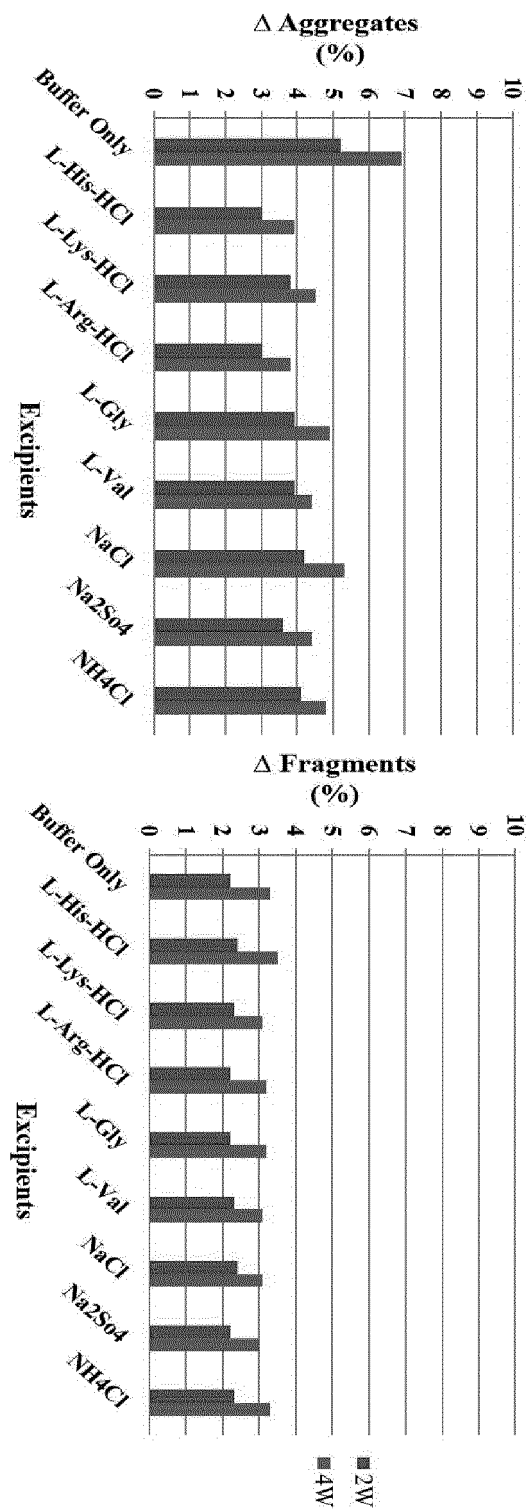 Δ Aggregates
(%)
10
9
8
7
6
5
4
3
2
1
0
Buffer Only
L-His-HCl
L-Lys-HCl
L-Arg-HCl
L-Gly
L-Val
NaCl
Na2So4
NH4Cl
Excipients
Δ Fragments
(%)
10
9
8
7
6
5
4
3
2
1
0
Buffer Only
L-His-HCl
L-Lys-HCl
L-Arg-HCl
L-Gly
L-Val
NaCl
Na2So4
NH4Cl
Excipients
2W
4W